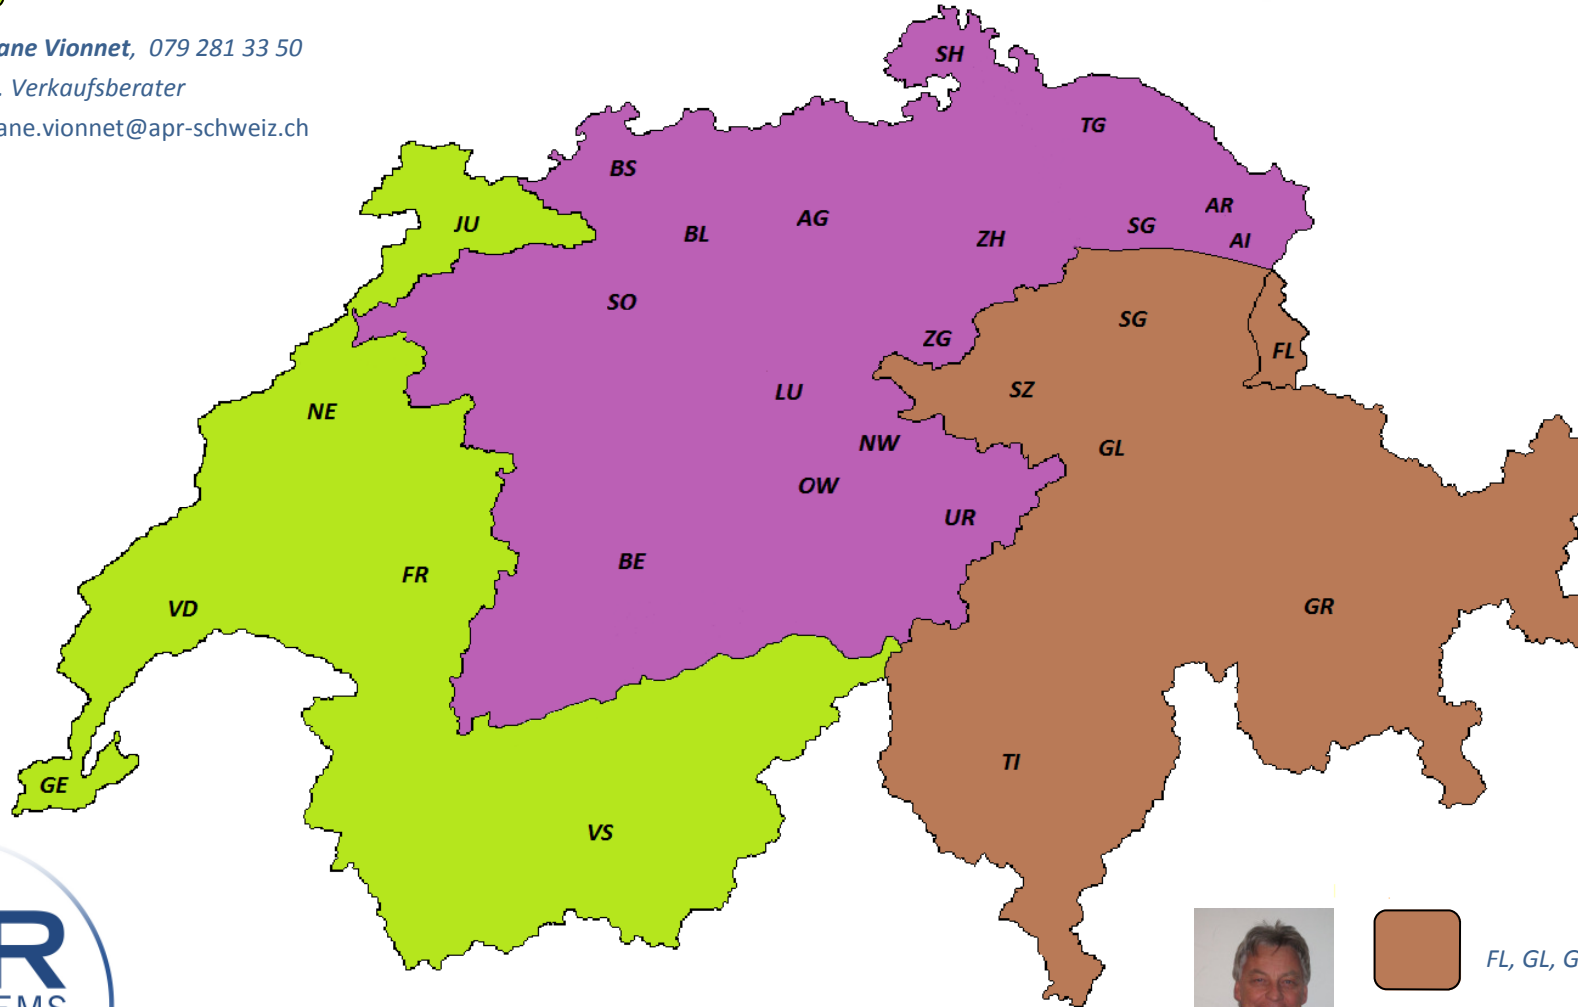 ane Vionnet, 079 281 33 50
. Verkaufsberater
ane.vionnet@apr-schweiz.ch
SH
TG
BS
AR
JU
BL
AG
ZH
SG
AI
SO
SG
ZG
FL
SZ
LU
NE
NW
GL
OW
UR
BE
FR
VD
GR
TI
GE
VS
R
EMS
FL, GL, G